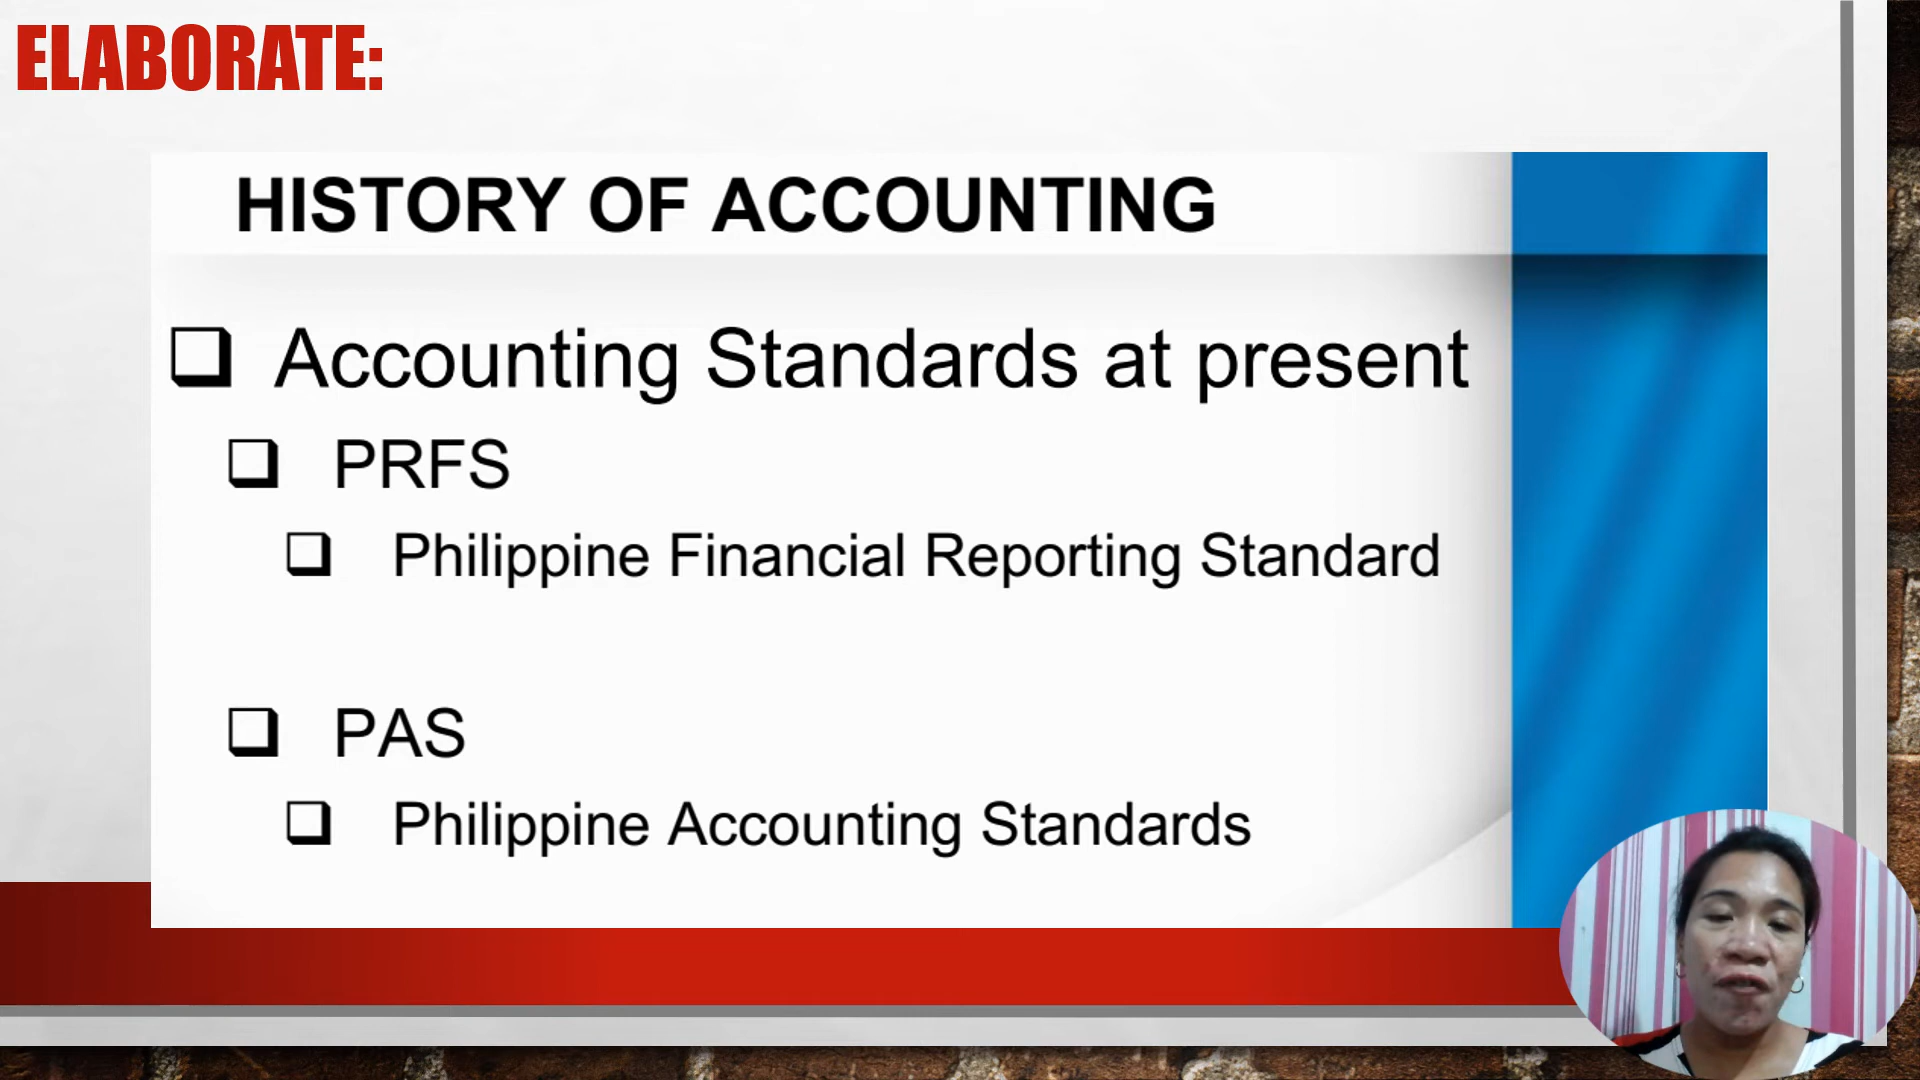 ELABORATE:
HISTORY OF ACCOUNTING
Accounting Standards at present
PRFS
Philippine Financial Reporting Standard
PAS
Philippine Accounting Standards